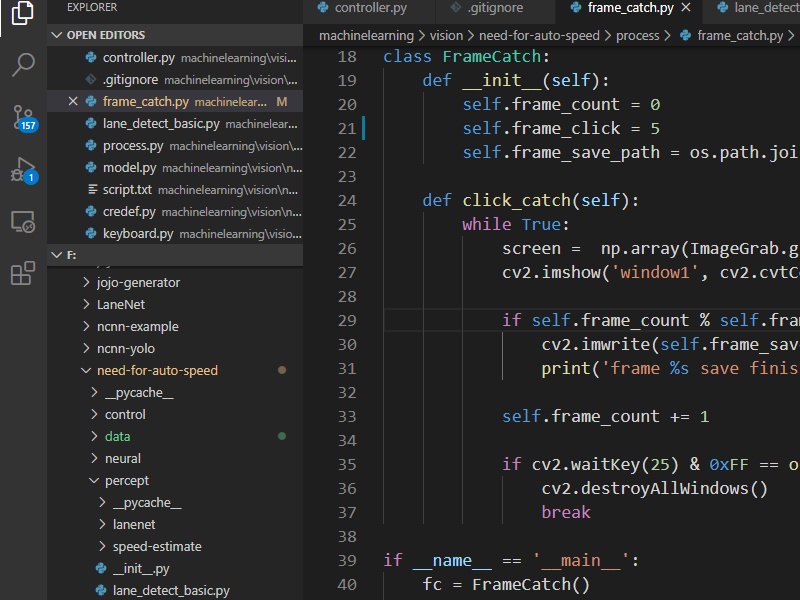 EXPLORER
OPEN EDITORS
controller.py machinelearning\visi...
.gitignore machinelearning\vision\...
frame_catch.py machinelear... M
lane_detect_basic.py machinelear...
process.py machinelearning\vision\...
model.py machinelearning\vision\n...
script.txt machinelearning\vision\n...
credef.py machinelearning\vision\n...
keyboard.py machinelearning\visio...
F:
jojo-generator
LaneNet
ncnn-example
ncnn-yolo
need-for-auto-speed
__pycache__
control
data
neural
percept
__pycache__
lanenet
speed-estimate
__init__.py
lane_detect_basic.py
157
1
controller.py .gitignore frame_catch.py lane_detect
machinelearning > vision > need-for-auto-speed > process > frame_catch.py >
18 class FrameCatch:
19 def __init__(self):
20 self.frame_count = 0
21 self.frame_click = 5
22 self.frame_save_path = os.path.joi
23
24 def click_catch(self):
25 while True:
26 screen = np.array(ImageGrab.g
27 cv2.imshow('window1', cv2.cvtC
28
29 if self.frame_count % self.fra
30 cv2.imwrite(self.frame_sav
31 print('frame %s save finis
32
33 self.frame_count += 1
34
35 if cv2.waitKey(25) & 0xFF == o
36 cv2.destroyAllWindows()
37 break
38
39 if __name__ == '__main__':
40 fc = FrameCatch()